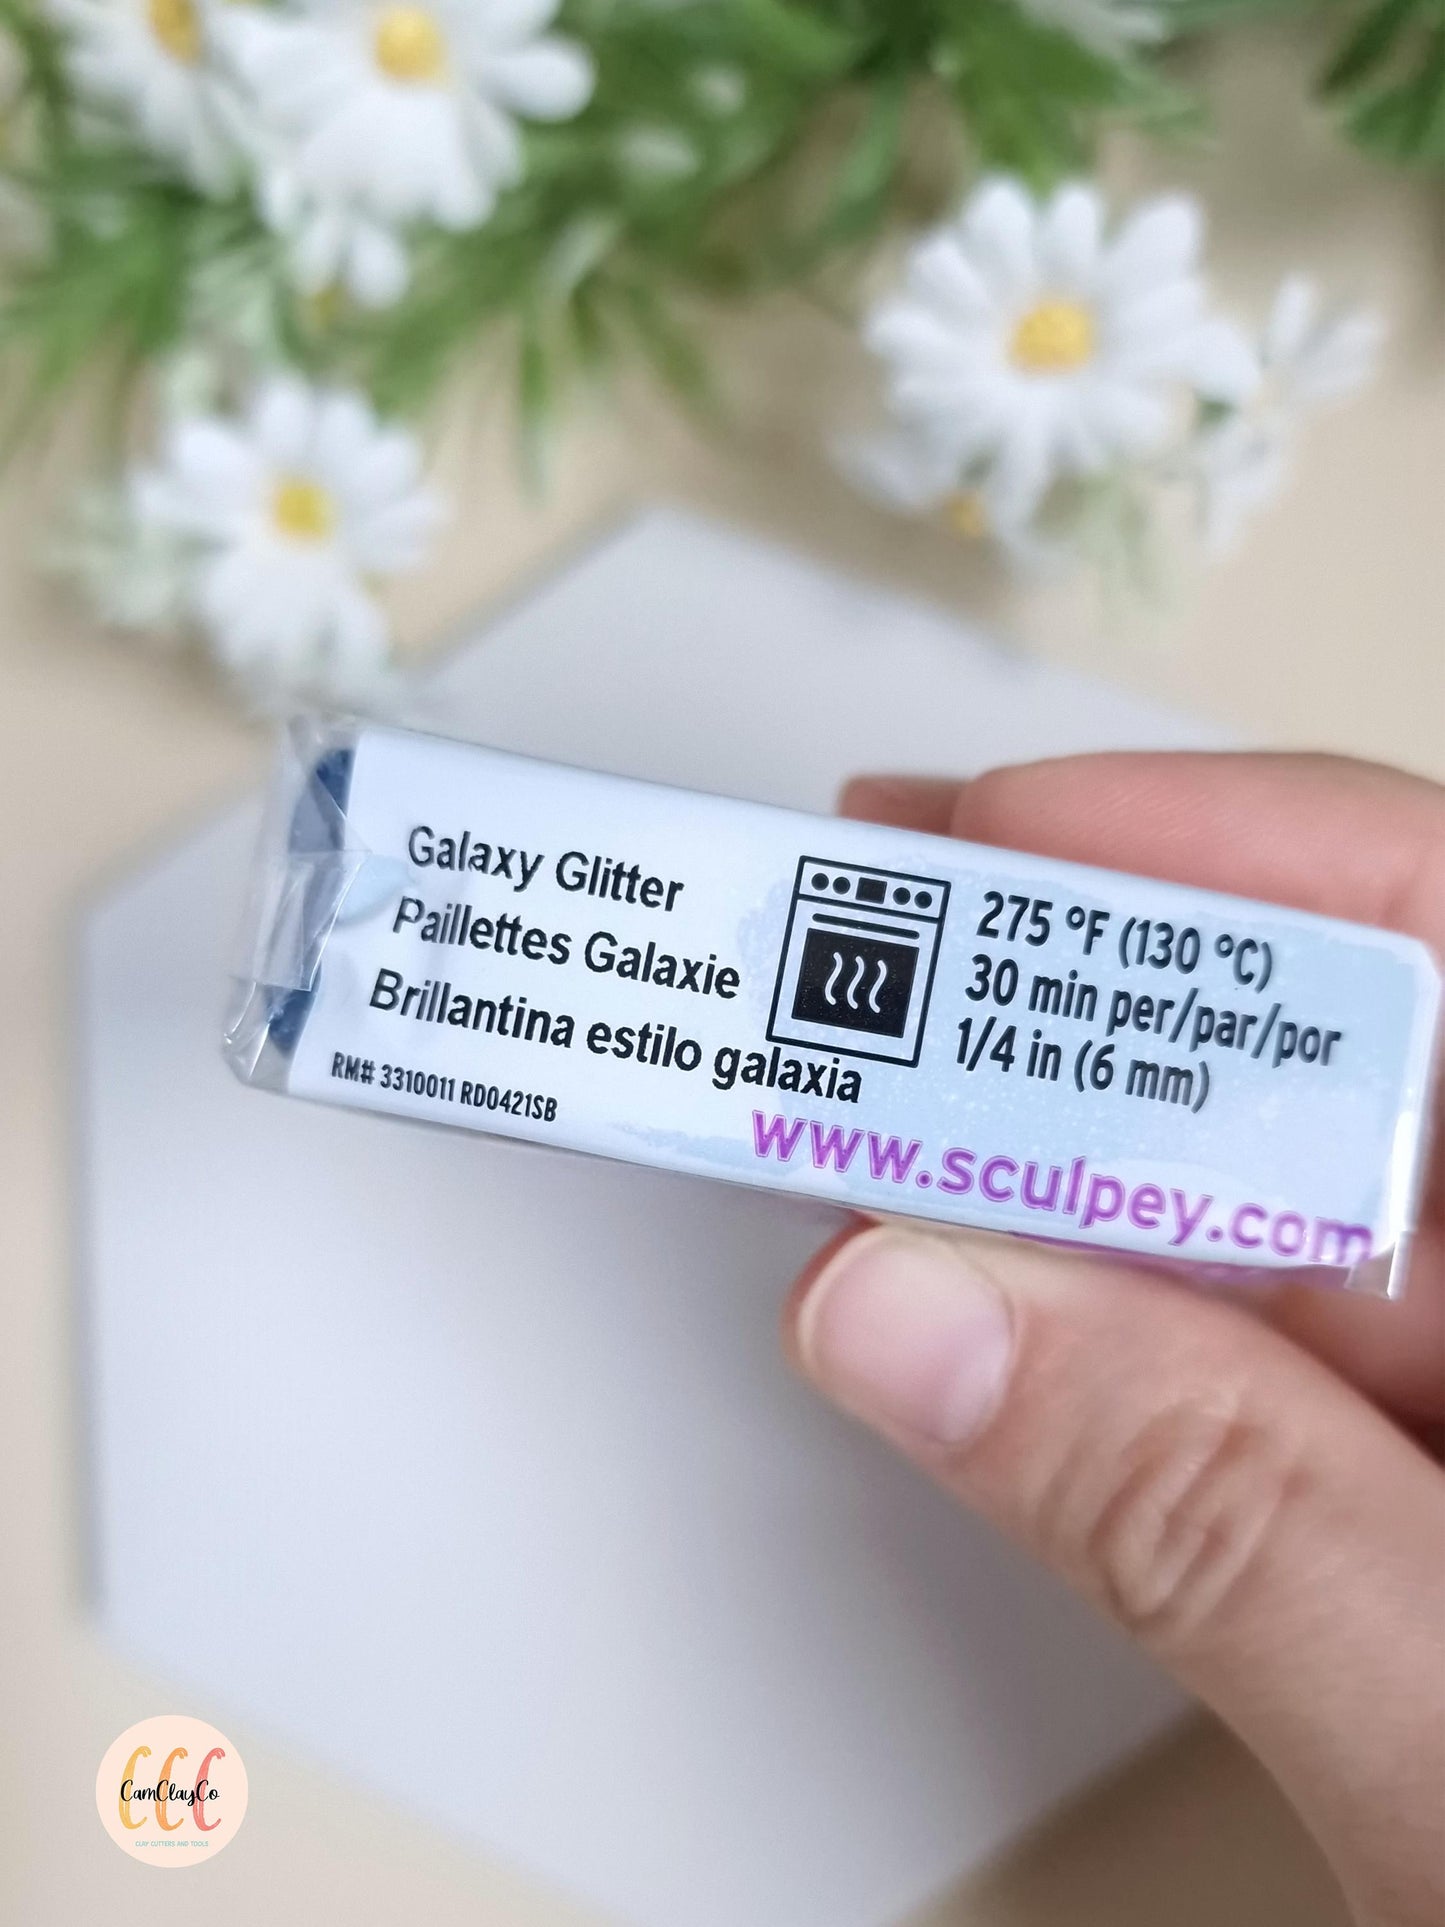 Galaxy Glitter
Paillettes Galaxie
Brillantina estilo galaxia
RM# 3310011 RD0421SB
275 °F (130 °C)
30 min per/par/por
1/4 in (6 mm)
www.sculpey.com
CamClayCo
CLAY CUTTERS AND TOOLS